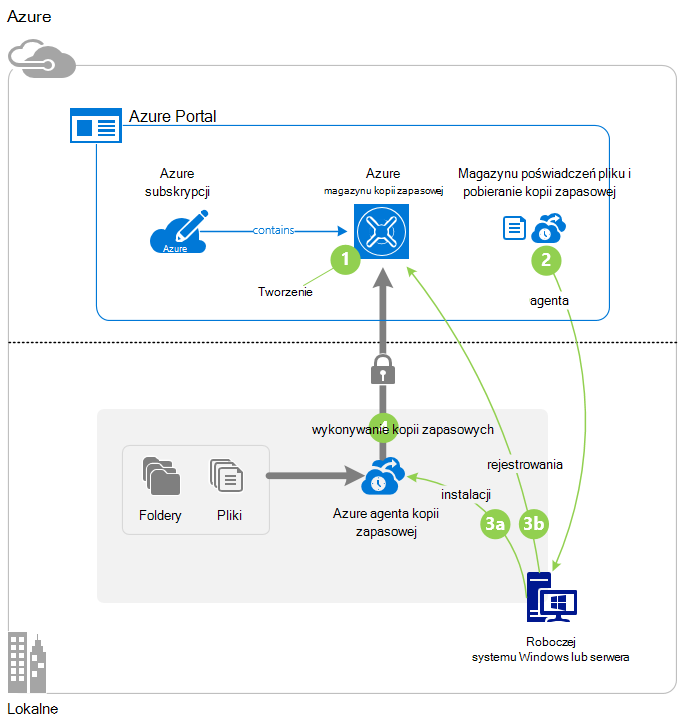 Azure
Azure Portal
Azure
subskrypcji
Azure
contains
Azure
magazynu kopii zapasowej
Magazynu poświadczeń pliku i
pobieranie kopii zapasowej
1
2
Tworzenie
agenta
4
wykonywanie kopii zapasowych
rejestrowania
instalacji
Foldery
Pliki
Azure agenta kopii
zapasowej
3a
3b
Roboczej
systemu Windows lub serwera
Lokalne